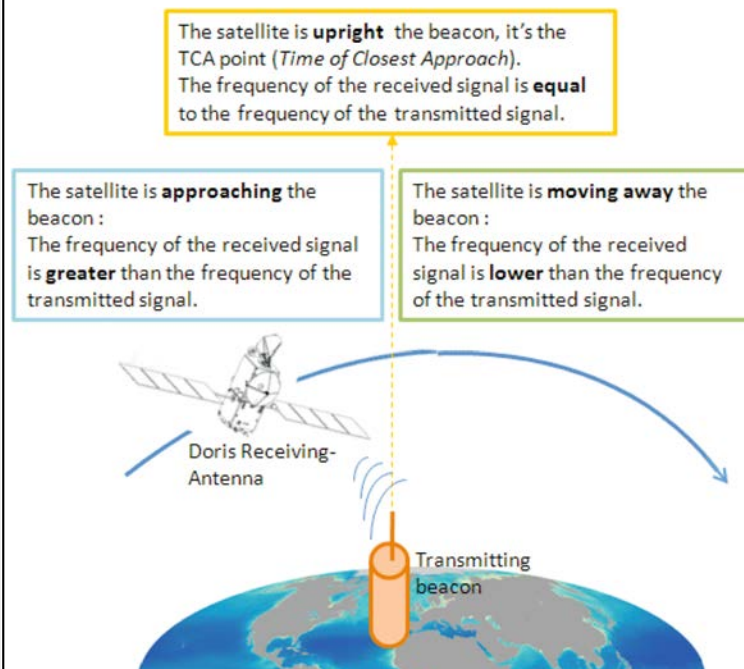 The satellite is upright the beacon, it's the
TCA point (Time of Closest Approach).
The frequency of the received signal is equal
to the frequency of the transmitted signal.
The satellite is approaching the
beacon :
The frequency of the received signal
is greater than the frequency of the
transmitted signal.
The satellite is moving away the
beacon :
The frequency of the received
signal is lower than the frequency
of the transmitted signal.
Doris Receiving-
Antenna
Transmitting
beacon